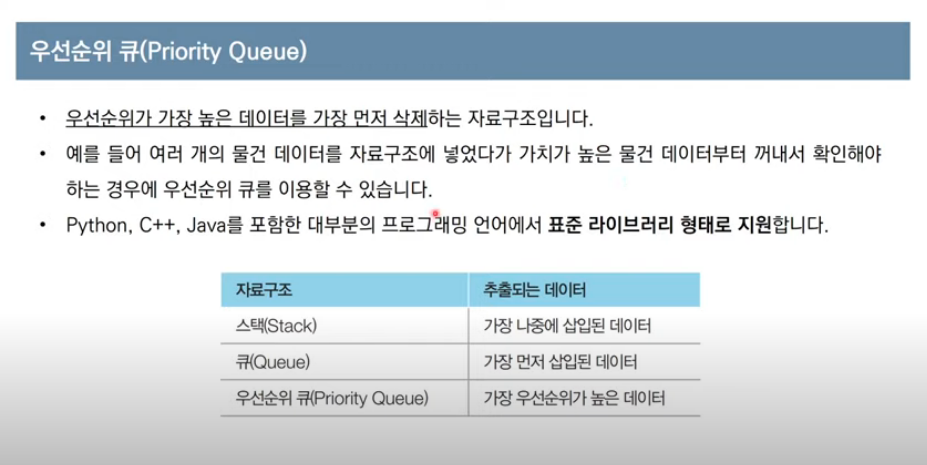 우선순위 큐(Priority Queue)
• 우선순위가 가장 높은 데이터를 가장 먼저 삭제하는 자료구조입니다.
• 예를 들어 여러 개의 물건 데이터를 자료구조에 넣었다가 가치가 높은 물건 데이터부터 꺼내서 확인해야
하는 경우에 우선순위 큐를 이용할 수 있습니다.
• Python, C++, Java를 포함한 대부분의 프로그래밍 언어에서 표준 라이브러리 형태로 지원합니다.
자료구조 추출되는 데이터
스택(Stack) 가장 나중에 삽입된 데이터
큐(Queue) 가장 먼저 삽입된 데이터
우선순위 큐(Priority Queue) 가장 우선순위가 높은 데이터